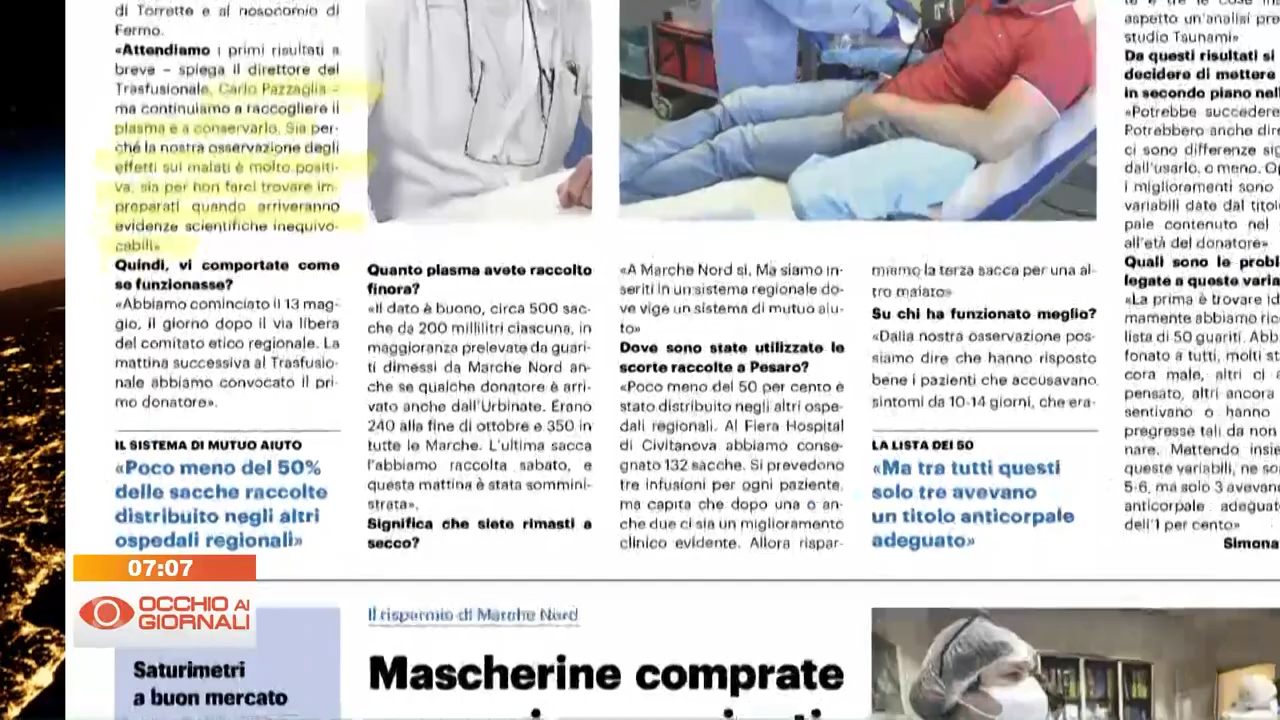 di Torrette e al nosocomio di
Fermo.
«Attendiamo i primi risultati a
breve – spiega il direttore del
Trasfusionale, Carlo Pazzaglia –
ma continuiamo a raccogliere il
plasma e a conservarlo. Sia per-
ché la nostra osservazione degli
effetti sui malati è molto positi-
va, sia per non farci trovare im-
preparati quando arriveranno
evidenze scientifiche inequivo-
cabili»
Quindi, vi comportate come
se funzionasse?
«Abbiamo cominciato il 13 mag-
gio, il giorno dopo il via libera
del comitato etico regionale. La
mattina successiva al Trasfusio-
nale abbiamo convocato il pri-
mo donatore».
IL SISTEMA DI MUTUO AIUTO
«Poco meno del 50%
delle sacche raccolte
distribuito negli altri
ospedali regionali»
Quanto plasma avete raccolto
finora?
«Il dato è buono, circa 500 sac-
che da 200 millilitri ciascuna, in
maggioranza prelevate da guari-
ti dimessi da Marche Nord an-
che se qualche donatore è arri-
vato anche dall'Urbinate. Erano
240 alla fine di ottobre e 350 in
tutte le Marche. L'ultima sacca
l'abbiamo raccolta sabato, e
questa mattina è stata sommini-
strata».
Significa che siete rimasti a
secco?
«A Marche Nord sì. Ma siamo in-
seriti in un sistema regionale do-
ve vige un sistema di mutuo aiu-
to»
Dove sono state utilizzate le
scorte raccolte a Pesaro?
«Poco meno del 50 per cento è
stato distribuito negli altri ospe-
dali regionali. Al Fiera Hospital
di Civitanova abbiamo conse-
gnato 132 sacche. Si prevedono
tre infusioni per ogni paziente,
ma capita che dopo una o an-
che due ci sia un miglioramento
clinico evidente. Allora rispar-
miamo la terza sacca per una al-
tro malato»
Su chi ha funzionato meglio?
«Dalla nostra osservazione pos-
siamo dire che hanno risposto
bene i pazienti che accusavano
sintomi da 10-14 giorni, che era-
LA LISTA DEI 50
«Ma tra tutti questi
solo tre avevano
un titolo anticorpale
adeguato»
aspetto un'analisi pre
studio Tsunami»
Da questi risultati si
decidere di mettere
in secondo piano nell
«Potrebbe succedere
Potrebbero anche dir
ci sono differenze sig
dall'usarlo, o meno. Op
i miglioramenti sono
variabili date dal titolo
pale contenuto nel
all'età del donatore»
Quali sono le probl
legate a queste varia
«La prima è trovare id
mamente abbiamo rico
lista di 50 guariti. Abb
fonato a tutti, molti st
cora male, altri ci a
pensato, altri ancora
sentivano o hanno
pregresse tali da non
nare. Mettendo insie
queste variabili, ne so
5-6, ma solo 3 avevano
anticorpale adeguato
dell'1 per cento»
Simona
07:07
OCCHIO AI
GIORNALI
Saturimetri
a buon mercato
Il risparmio di Marche Nord
Mascherine comprate